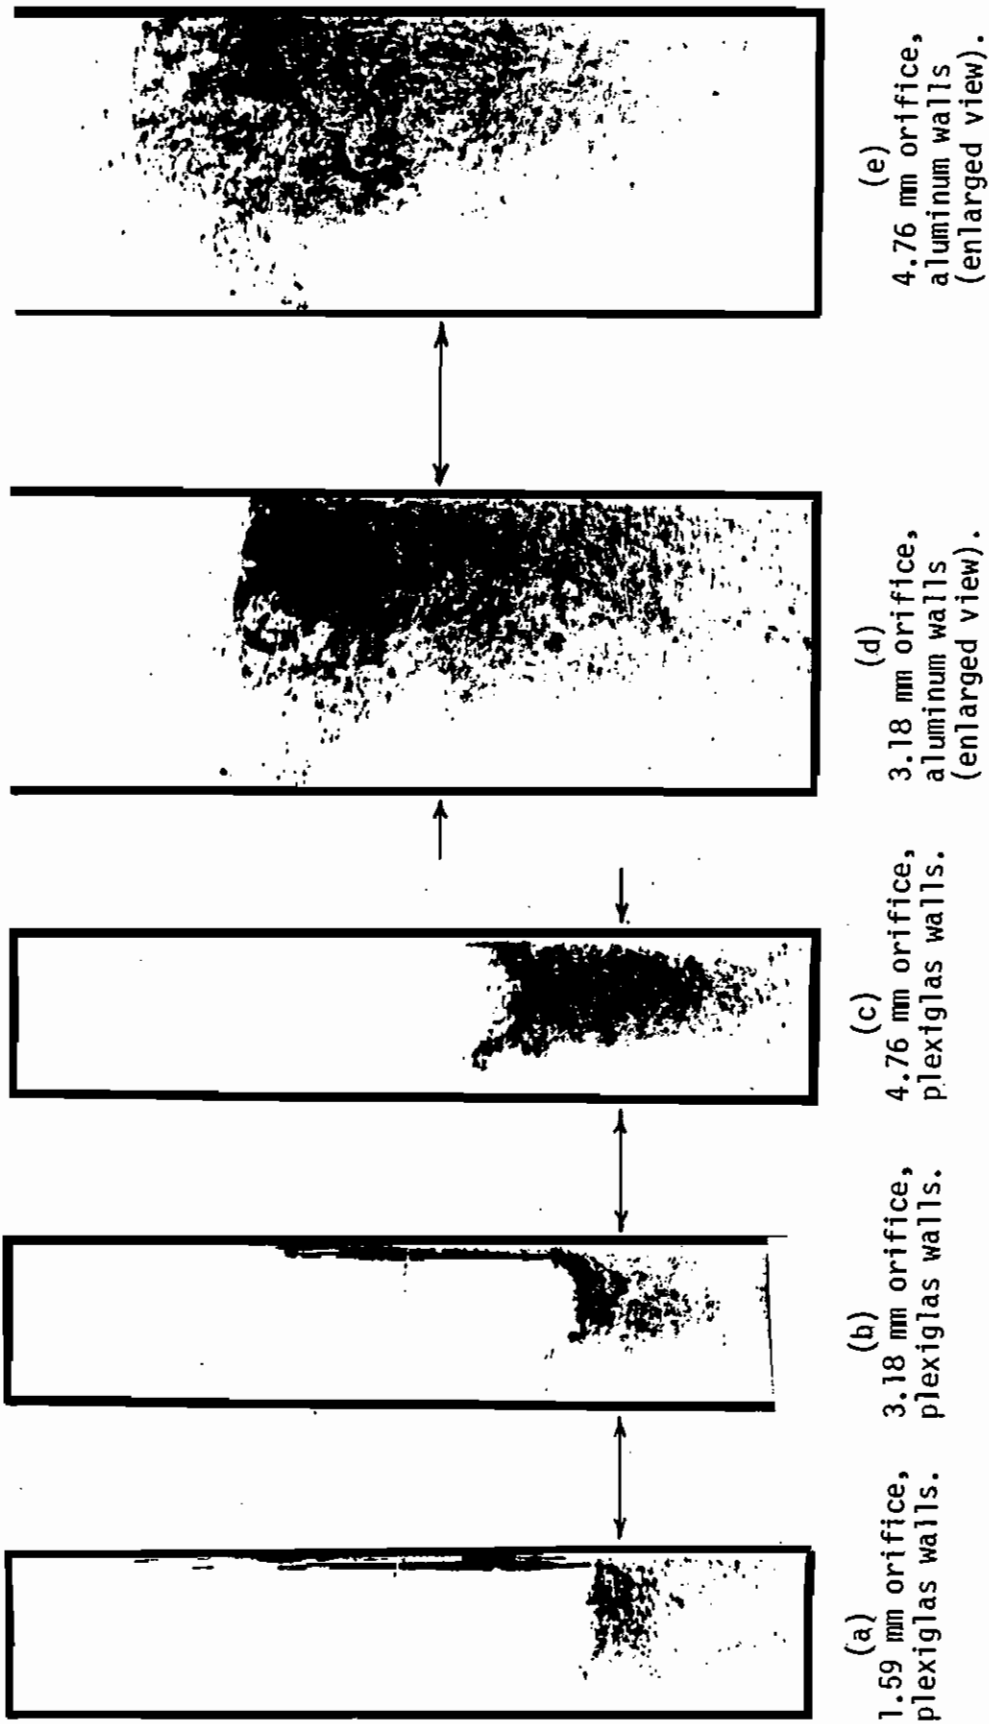 (a)
1.59 mm orifice,
plexiglas walls.
(b)
3.18 mm orifice,
plexiglas walls.
(c)
4.76 mm orifice,
plexiglas walls.
(d)
3.18 mm orifice,
aluminum walls
(enlarged view).
(e)
4.76 mm orifice,
aluminum walls
(enlarged view).